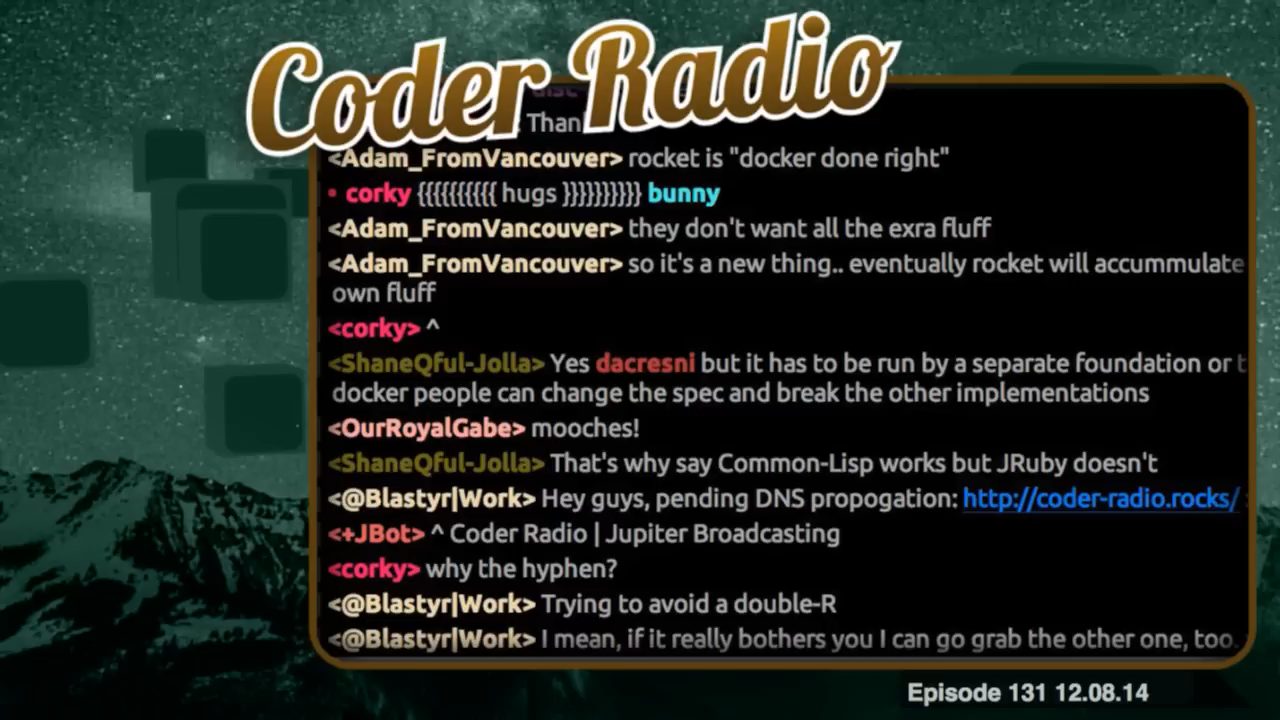 Coder Radio
Than
<Adam_FromVancouver> rocket is "docker done right"
• corky {{{{{{{{{{ hugs }}}}}}}}}} bunny
<Adam_FromVancouver> they don't want all the exra fluff
<Adam_FromVancouver> so it's a new thing.. eventually rocket will accummulate
own fluff
<corky> ^
<ShaneQful-Jolla> Yes dacresni but it has to be run by a separate foundation or t
docker people can change the spec and break the other implementations
<OurRoyalGabe> mooches!
<ShaneQful-Jolla> That's why say Common-Lisp works but JRuby doesn't
<@Blastyr|Work> Hey guys, pending DNS propogation: http://coder-radio.rocks/
<+JBot> ^ Coder Radio | Jupiter Broadcasting
<corky> why the hyphen?
<@Blastyr|Work> Trying to avoid a double-R
<@Blastyr|Work> I mean, if it really bothers you I can go grab the other one, too.
Episode 131 12.08.14